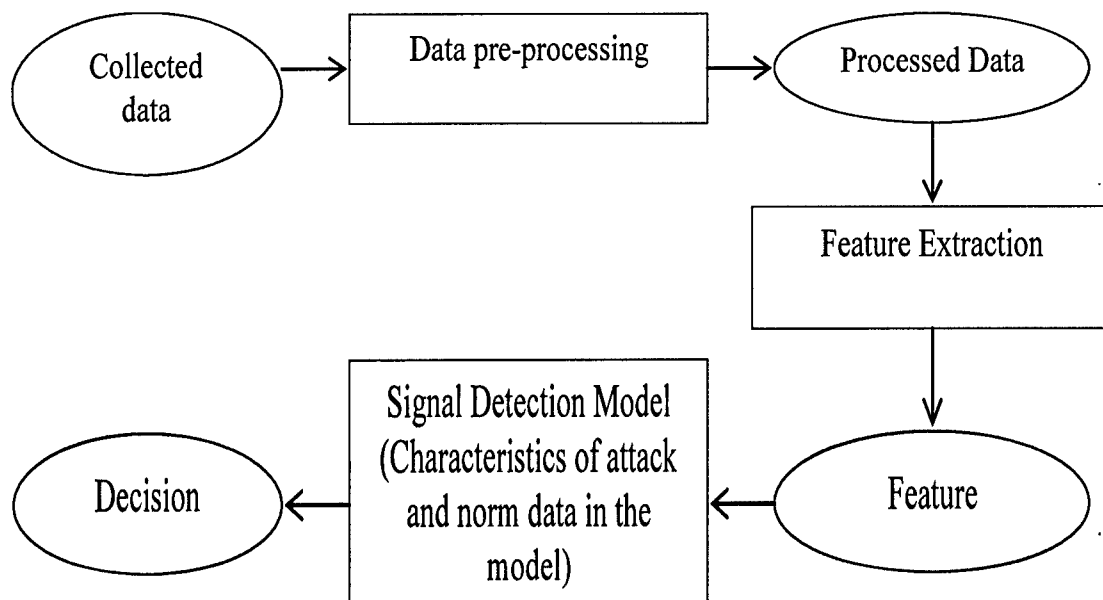 Collected
data
Data pre-processing
Processed Data
Feature Extraction
Feature
Signal Detection Model
(Characteristics of attack
and norm data in the
model)
Decision